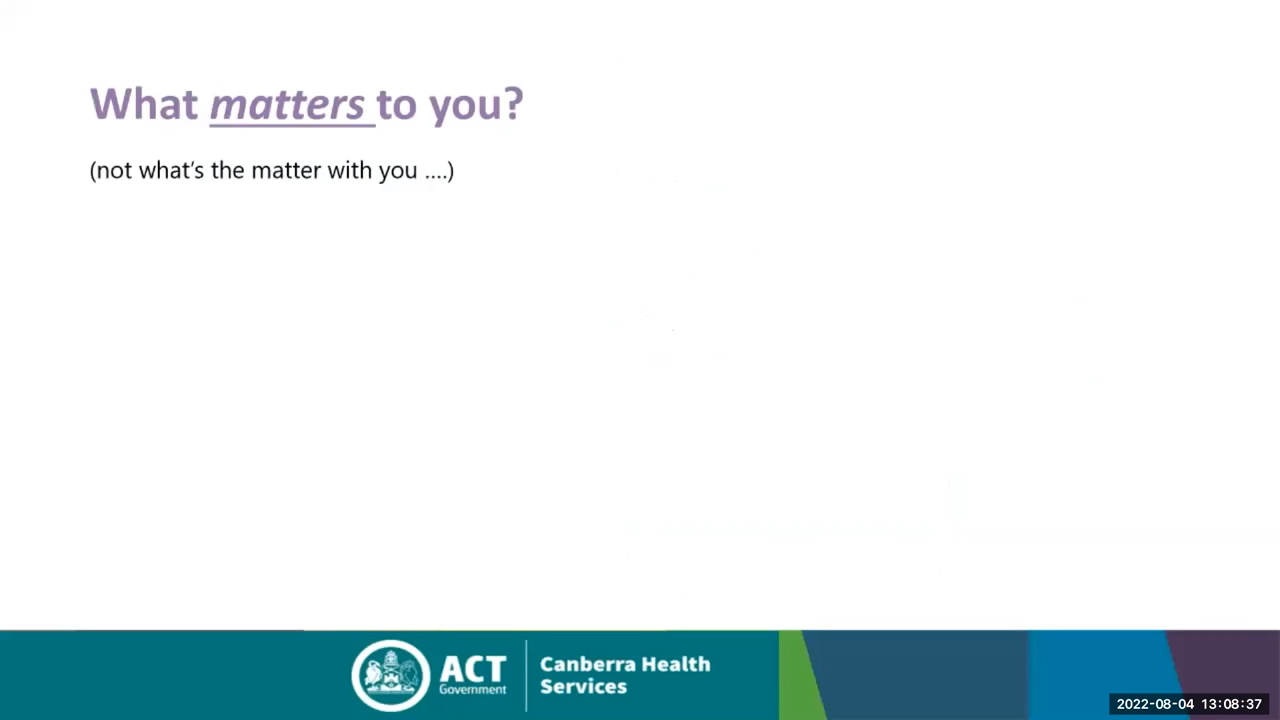 What matters to you?
(not what's the matter with you ....)
ACT
Government
Canberra Health
Services
2022-08-04 13:08:37